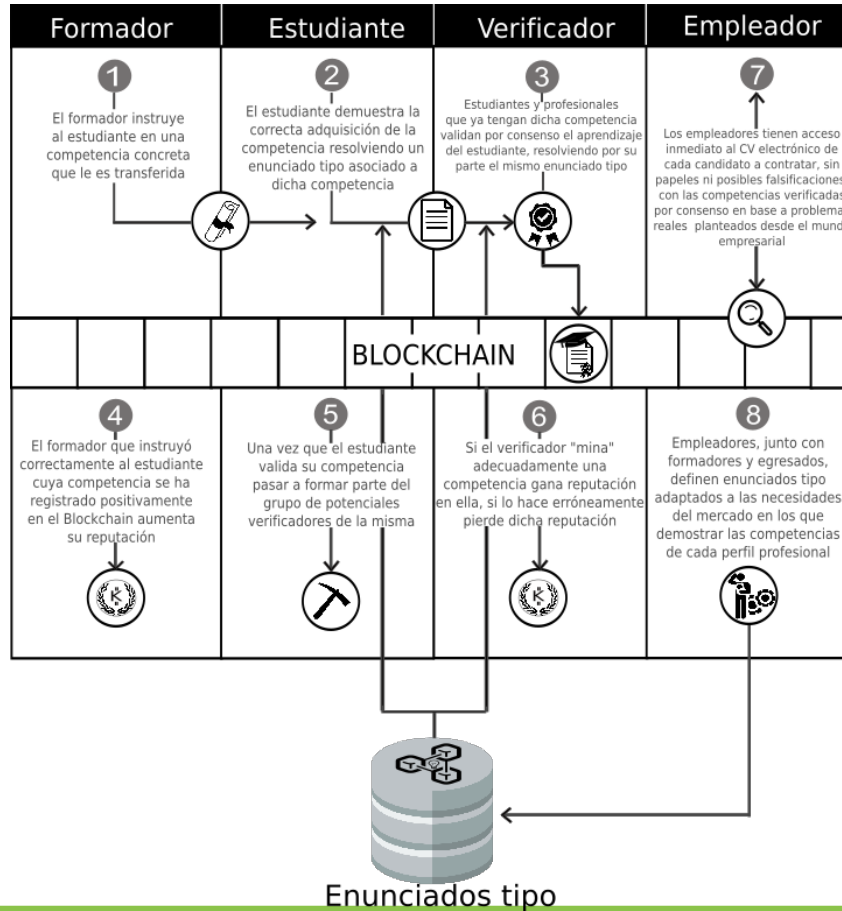 Formador
Estudiante
Verificador
Empleador
1
El formador instruye
al estudiante en una
competencia concreta
que le es transferida
2
El estudiante demuestra la
correcta adquisición de la
competencia resolviendo un
enunciado tipo asociado a
dicha competencia
3
Estudiantes y profesionales
que ya tengan dicha competencia
validan por consenso el aprendizaje
del estudiante, resolviendo por su
parte el mismo enunciado tipo
7
Los empleadores tienen acceso
inmediato al CV electrónico de
cada candidato a contratar, sin
papeles ni posibles falsificaciones
con las competencias verificadas
por consenso en base a problema
reales planteados desde el mund
empresarial
BLOCKCHAIN
4
El formador que instruyó
correctamente al estudiante
cuya competencia se ha
registrado positivamente
en el Blockchain aumenta
su reputación
K
5
Una vez que el estudiante
valida su competencia
pasar a formar parte del
grupo de potenciales
verificadores de la misma
6
Si el verificador "mina"
adecuadamente una
competencia gana reputación
en ella, si lo hace erróneamente
pierde dicha reputación
K
8
Empleadores, junto con
formadores y egresados,
definen enunciados tipo
adaptados a las necesidades
del mercado en los que
demostrar las competencias
de cada perfil profesional
Enunciados tipo